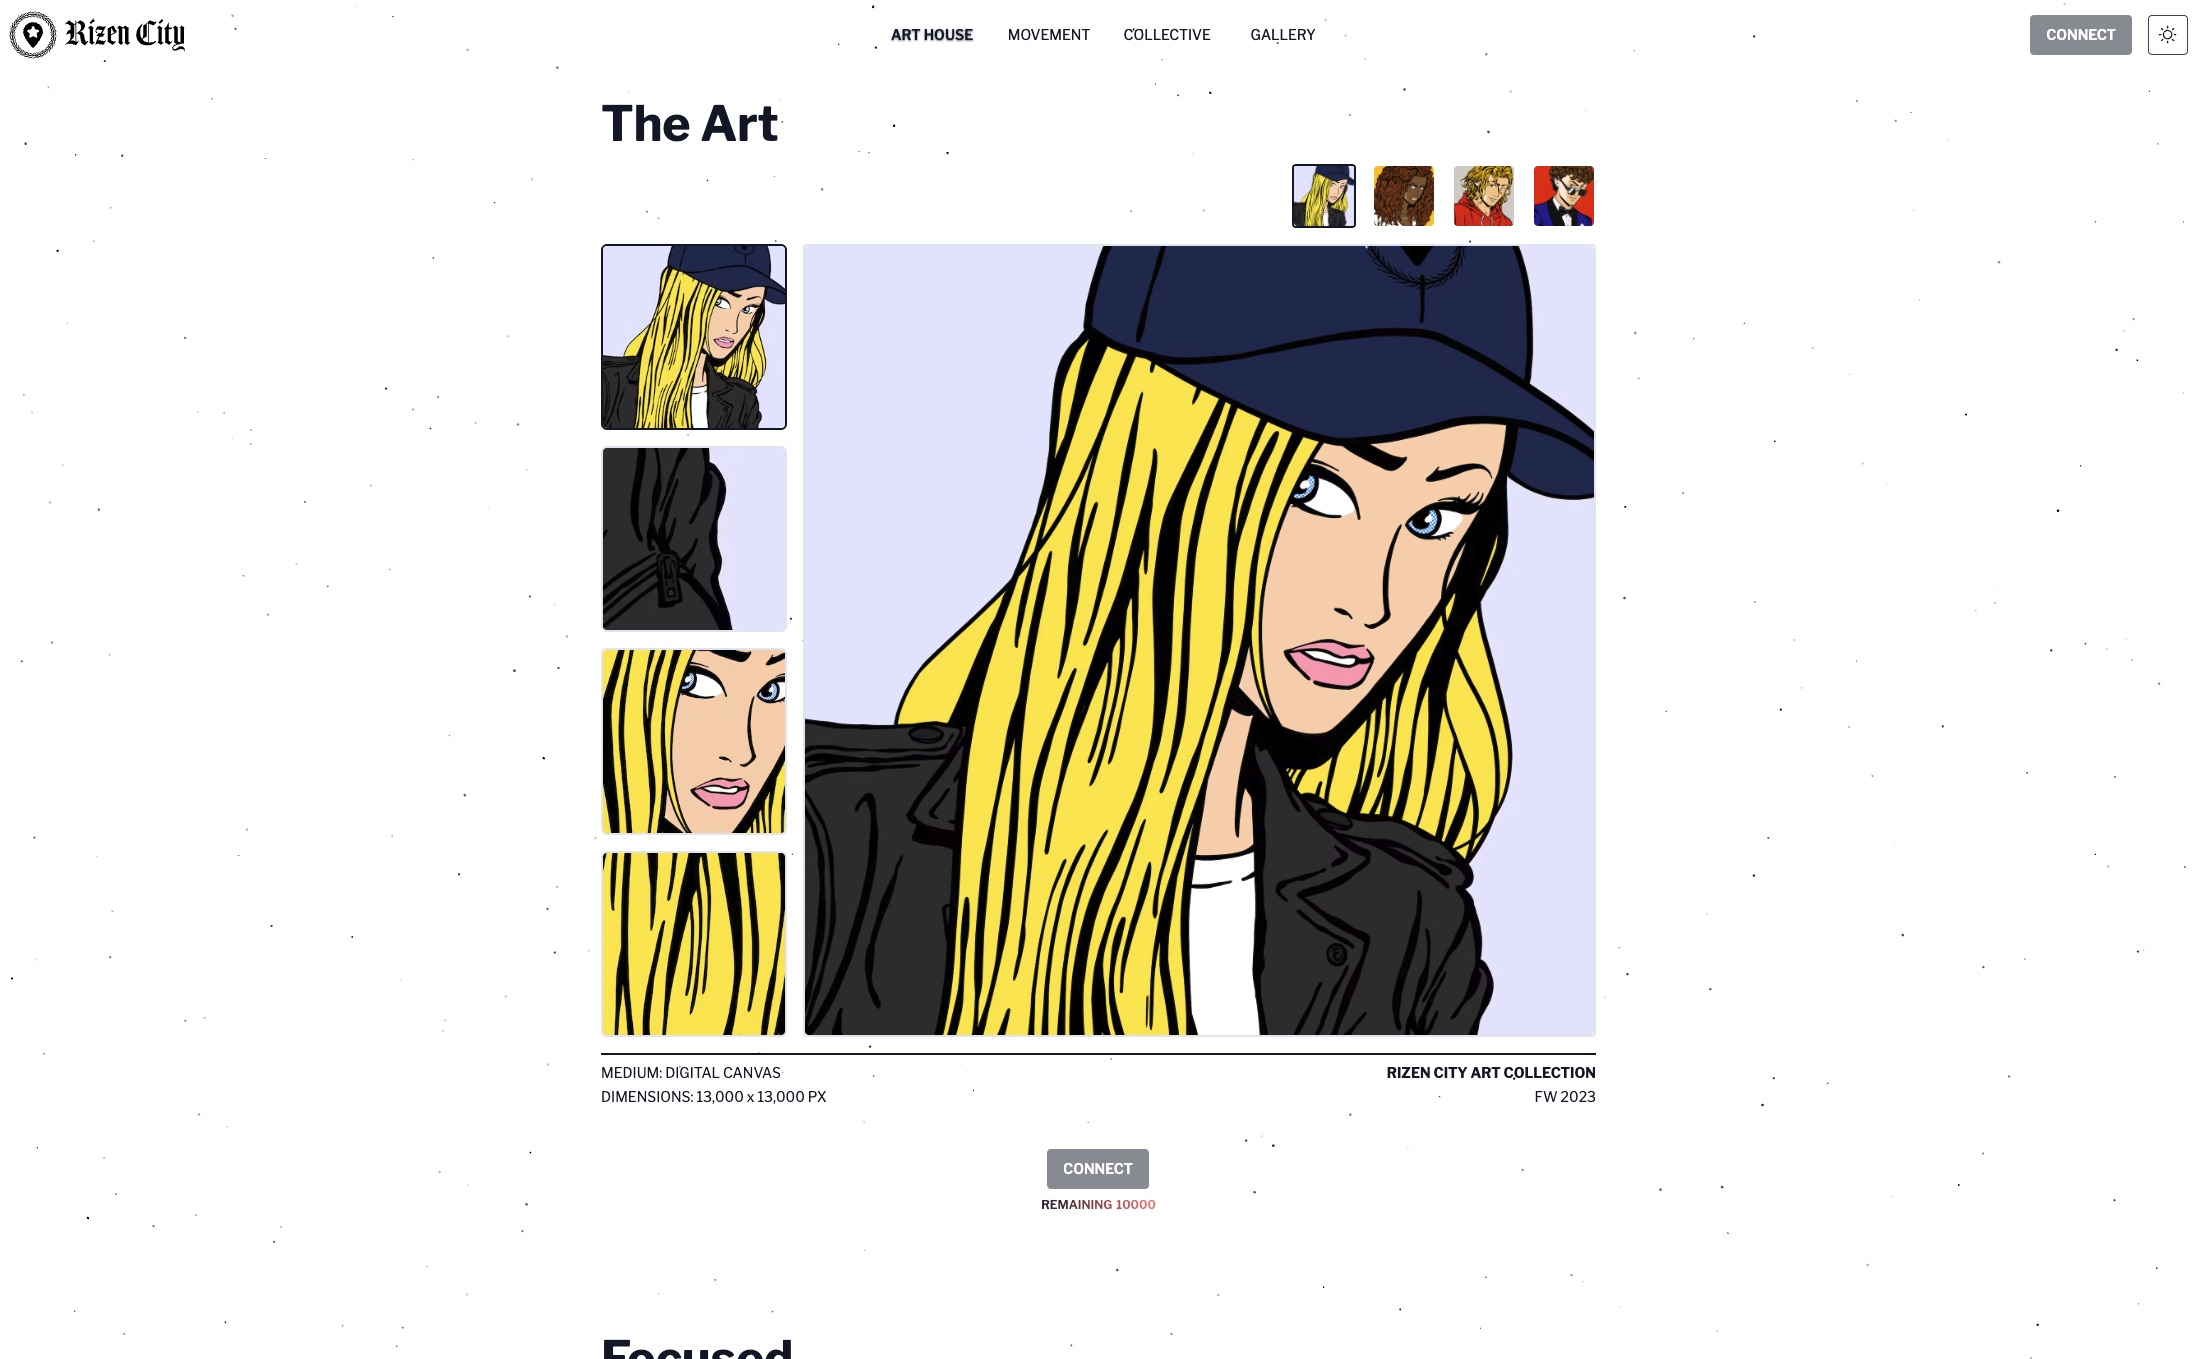 Rizen City
ART HOUSE
MOVEMENT
COLLECTIVE
GALLERY
CONNECT
The Art
MEDIUM: DIGITAL CANVAS
DIMENSIONS: 13,000 x 13,000 PX
RIZEN CITY ART COLLECTION
FW 2023
CONNECT
REMAINING 10000
Focused